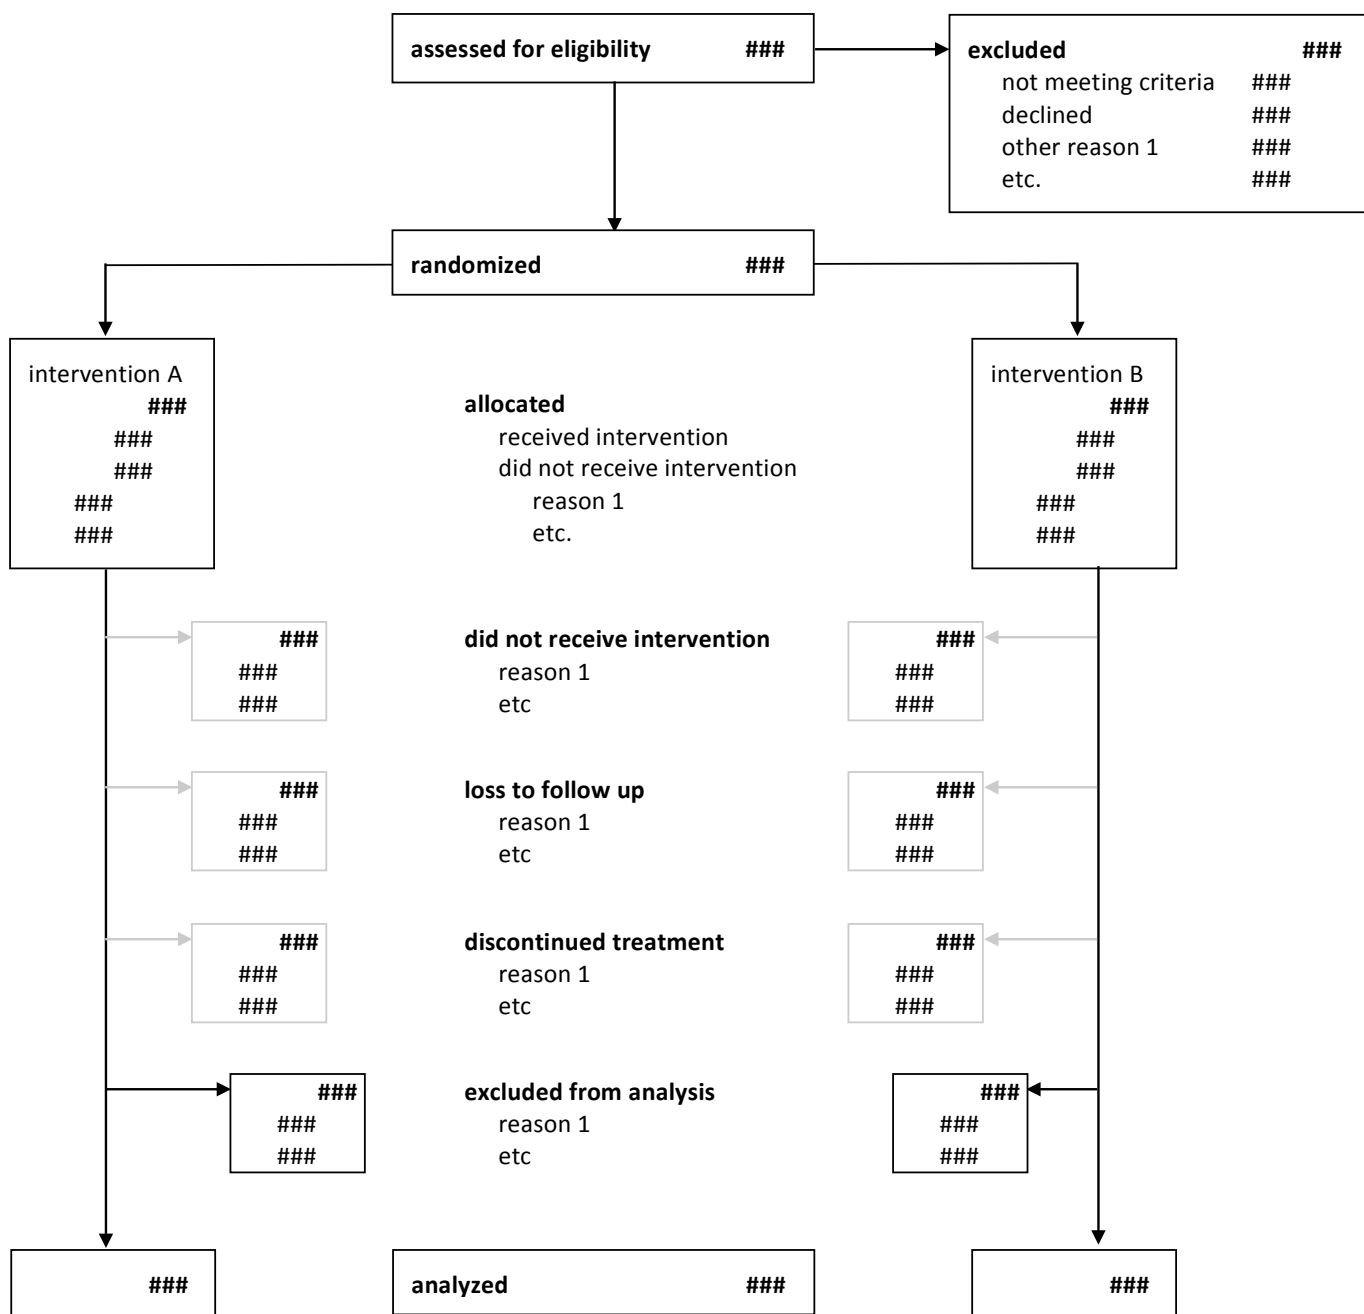 assessed for eligibility ###
excluded ###
not meeting criteria ###
declined ###
other reason 1 ###
etc. ###
randomized ###
intervention A
###
###
###
###
###
allocated
received intervention
did not receive intervention
reason 1
etc.
intervention B
###
###
###
###
###
### did not receive intervention ###
### reason 1 ###
### etc ###
### loss to follow up ###
### reason 1 ###
### etc ###
### discontinued treatment ###
### reason 1 ###
### etc ###
### excluded from analysis ###
### reason 1 ###
### etc ###
### analyzed ### ###